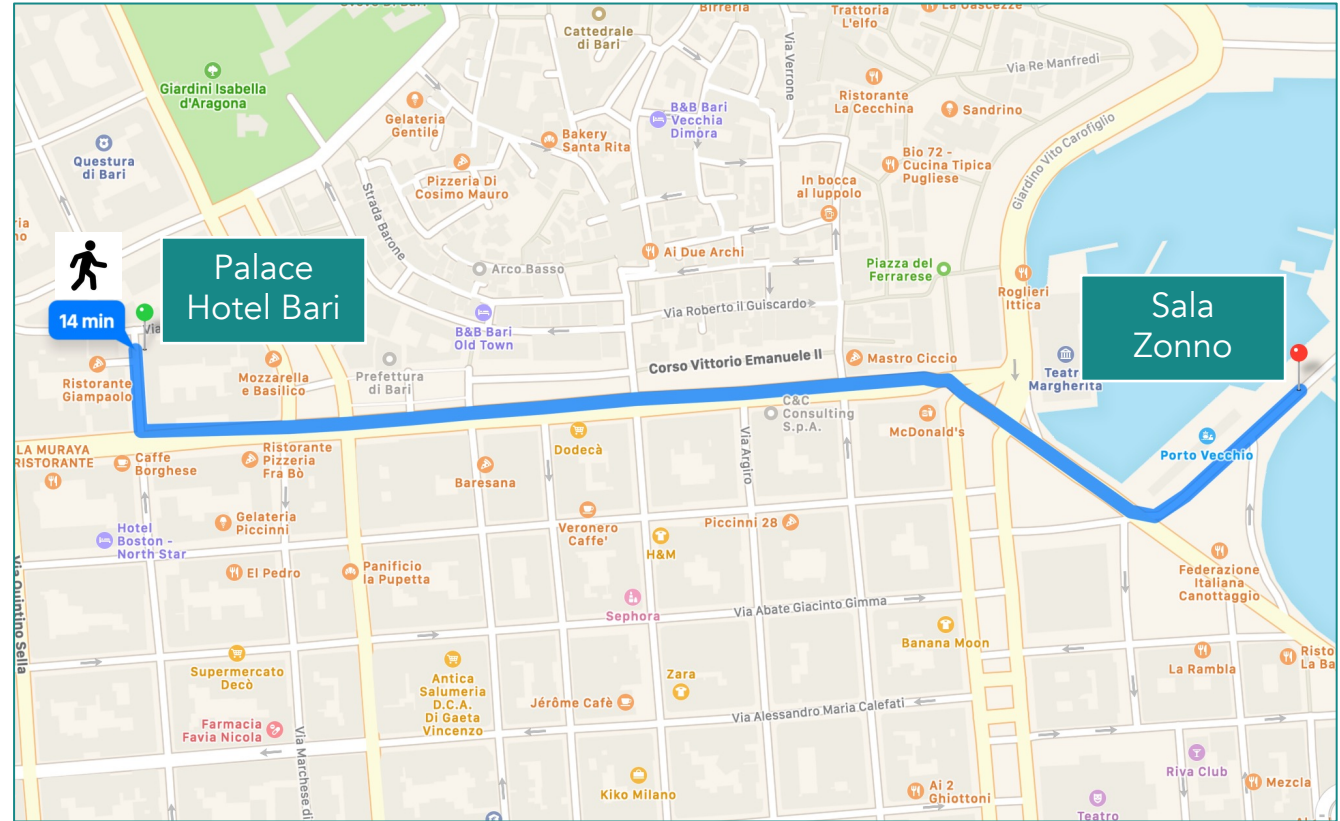 Birreria
Trattoria
L'elfo
Cattedrale
di Bari
Via Verrone
Via Re Manfredi
Giardini Isabella
d'Aragona
Gelateria
Gentile
B&B Bari
Vecchia
Dimora
Ristorante
La Cecchina
Sandrino
Giardino Vito Carofiglio
Questura
di Bari
Bakery
Santa Rita
Bio 72 -
Cucina Tipica
Pugliese
Pizzeria Di
Cosimo Mauro
In bocca
al luppolo
Strada Barone
Ai Due Archi
Arco Basso
Piazza del
Ferrarese
Palace
Hotel Bari
14 min
Via
Roglieri
Ittica
Sala
Zonno
Via Roberto il Guiscardo
B&B Bari
Old Town
Corso Vittorio Emanuele II
Mastro Ciccio
Teatr
Margherita
Ristorante
Giampaolo
Mozzarella
e Basilico
Prefettura
di Bari
C&C
Consulting
S.p.A.
McDonald's
LA MURAYA
RISTORANTE
Caffe
Borghese
Ristorante
Pizzeria
Fra Bò
Dodecà
Via Argiro
Porto Vecchio
Baresana
Gelateria
Piccinni
Hotel
Boston -
North Star
Veronero
Caffe'
Piccinni 28
H&M
El Pedro
Panificio
la Pupetta
Federazione
Italiana
Canottaggio
Via Quintino Sella
Sephora
Via Abate Giacinto Gimma
Banana Moon
Supermercato
Decò
Antica
Salumeria
D.C.A.
Di Gaeta
Vincenzo
Zara
La Rambla
Risto
La Ba
Jérôme Cafè
Via Alessandro Maria Calefati
Farmacia
Favia Nicola
Via Marchese di
Kiko Milano
Ai 2
Ghiottoni
Riva Club
Mezcla
Teatro